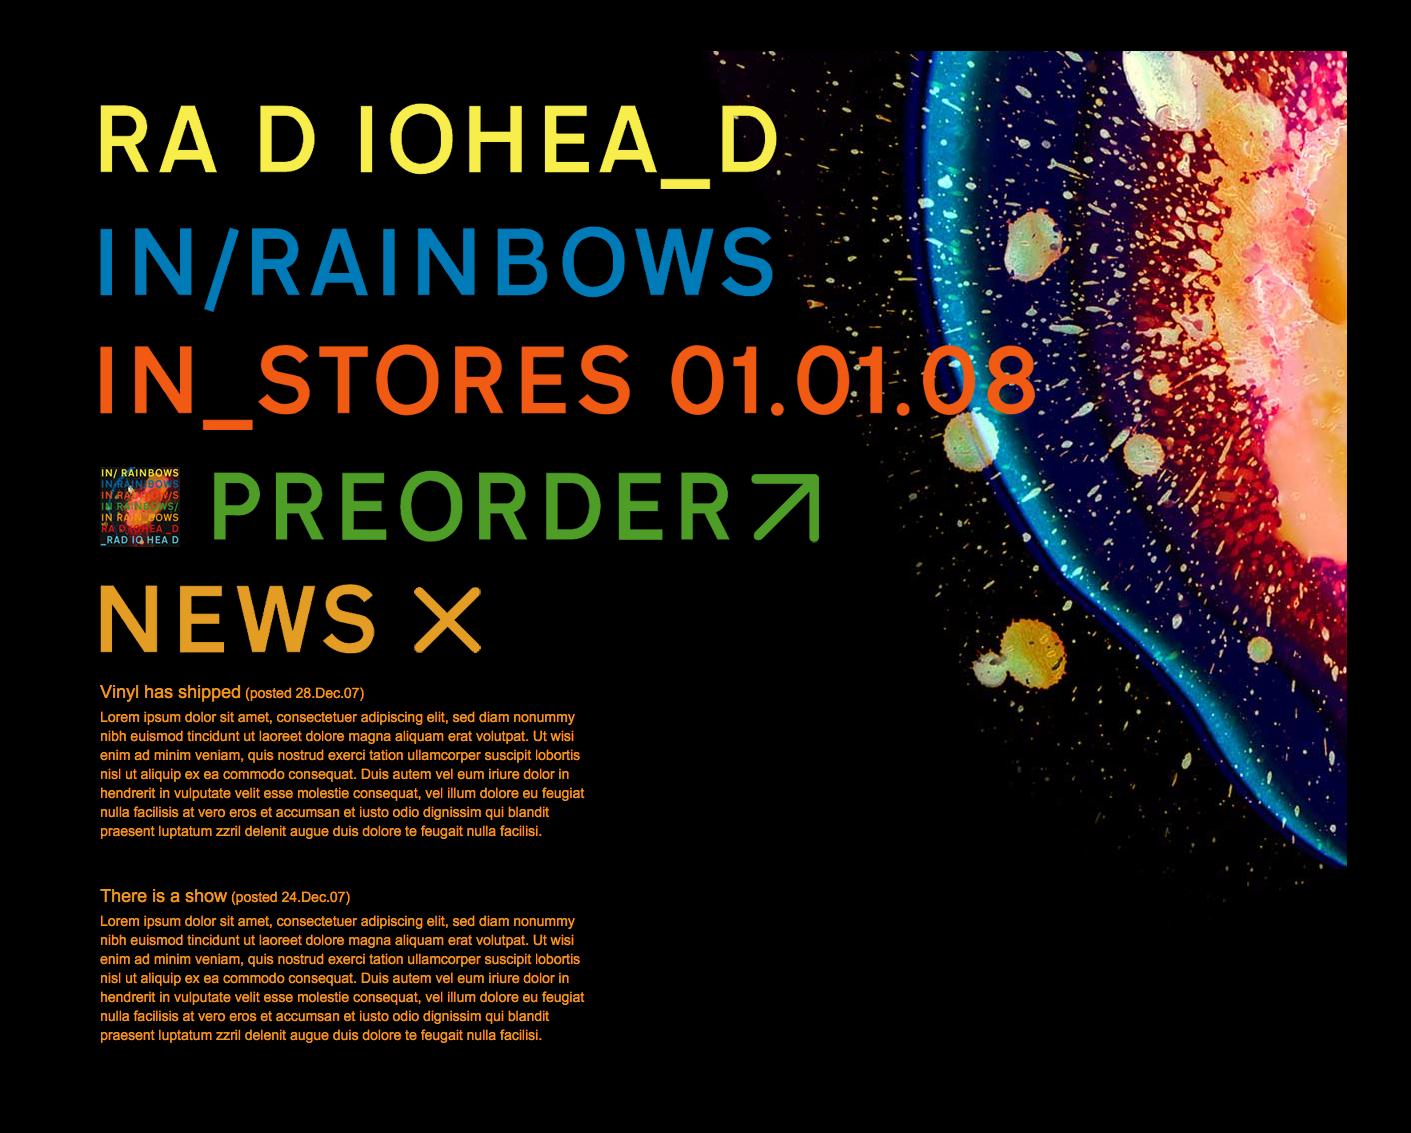 RA D IOHEA_D
IN/RAINBOWS
IN_STORES 01.01.08
IN/ RAINBOWS
IN RAINBOWS/
IN RAIN_BOWS
RA D IOHEA_D
_RAD IO HEA D
PREORDER
NEWS
Vinyl has shipped (posted 28.Dec.07)
Lorem ipsum dolor sit amet, consectetuer adipiscing elit, sed diam nonummy
nibh euismod tincidunt ut laoreet dolore magna aliquam erat volutpat. Ut wisi
enim ad minim veniam, quis nostrud exerci tation ullamcorper suscipit lobortis
nisl ut aliquip ex ea commodo consequat. Duis autem vel eum iriure dolor in
hendrerit in vulputate velit esse molestie consequat, vel illum dolore eu feugiat
nulla facilisis at vero eros et accumsan et iusto odio dignissim qui blandit
praesent luptatum zzril delenit augue duis dolore te feugait nulla facilisi.
There is a show (posted 24.Dec.07)
Lorem ipsum dolor sit amet, consectetuer adipiscing elit, sed diam nonummy
nibh euismod tincidunt ut laoreet dolore magna aliquam erat volutpat. Ut wisi
enim ad minim veniam, quis nostrud exerci tation ullamcorper suscipit lobortis
nisl ut aliquip ex ea commodo consequat. Duis autem vel eum iriure dolor in
hendrerit in vulputate velit esse molestie consequat, vel illum dolore eu feugiat
nulla facilisis at vero eros et accumsan et iusto odio dignissim qui blandit
praesent luptatum zzril delenit augue duis dolore te feugait nulla facilisi.